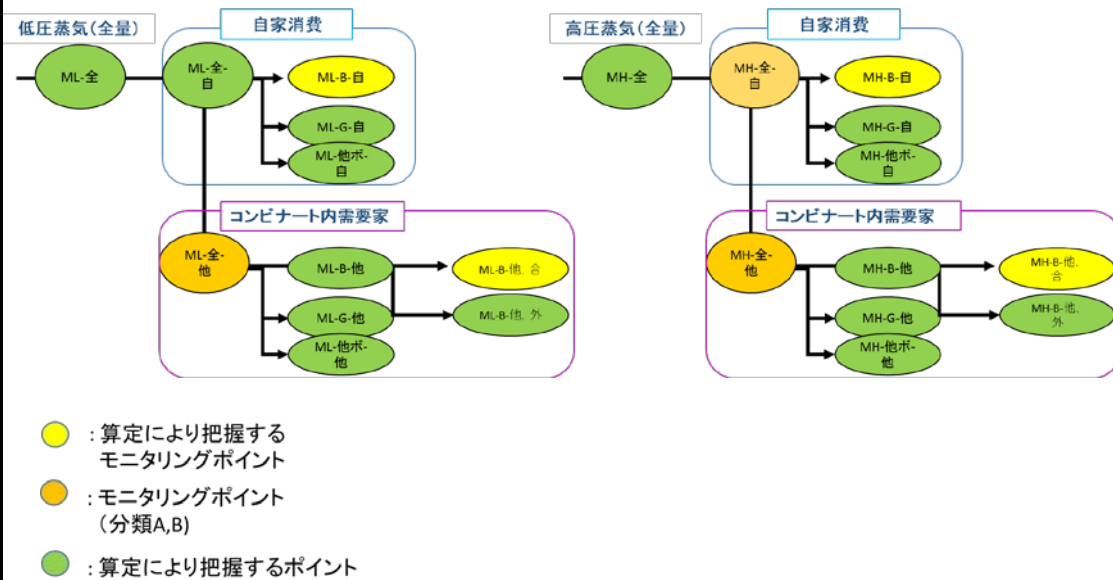 低圧蒸気(全量)
自家消費
ML-全
ML-全-
自
ML-B-自
ML-G-自
ML-他ボ-
自
コンビナート内需要家
ML-全-
他
ML-B-他
ML-B-他、合
ML-G-他
ML-B-他、外
ML-他ボ-
他
高圧蒸気(全量)
自家消費
MH-全
MH-全-
自
MH-B-自
MH-G-自
MH-他ボ-
自
コンビナート内需要家
MH-全-
他
MH-B-他
MH-B-他、
合
MH-G-他
MH-B-他、
外
MH-他ボ-
他
:算定により把握する
モニタリングポイント
:モニタリングポイント
(分類A,B)
:算定により把握するポイント